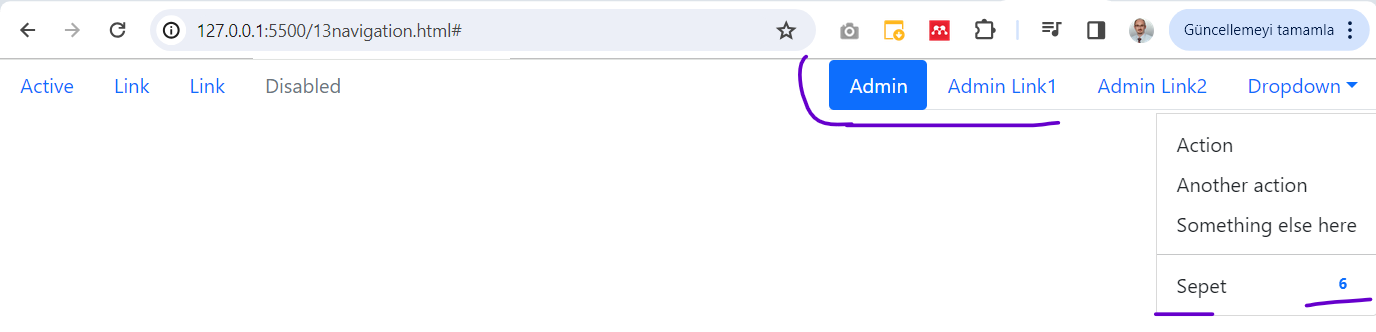 127.0.0.1:5500/13navigation.html# Güncellemeyi tamamla
Active Link Link Disabled Admin Admin Link1 Admin Link2 Dropdown
Action
Another action
Something else here
Sepet 6